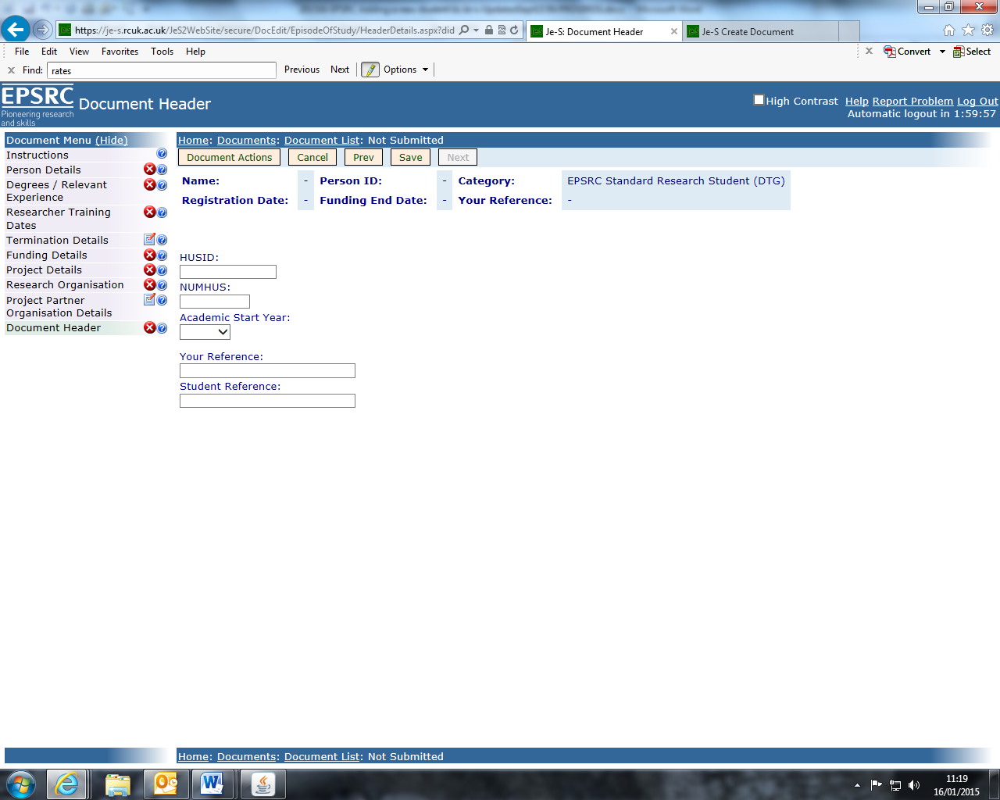 https://je-s.rcuk.ac.uk/JeS2WebSite/secure/DocEdit/EpisodeOfStudy/HeaderDetails.aspx?did
Je-S: Document Header
Je-S Create Document
File Edit View Favorites Tools Help
Convert Select
Find: rates Previous Next Options
EPSRC
Pioneering research
and skills
Document Header
High Contrast Help Report Problem Log Out
Automatic logout in 1:59:57
Document Menu (Hide)
Instructions
Person Details
Degrees / Relevant
Experience
Researcher Training
Dates
Termination Details
Funding Details
Project Details
Research Organisation
Project Partner
Organisation Details
Document Header
Home: Documents: Document List: Not Submitted
Document Actions Cancel Prev Save Next
Name: - Person ID: - Category: EPSRC Standard Research Student (DTG)
Registration Date: - Funding End Date: - Your Reference: -
HUSID:
NUMHUS:
Academic Start Year:
Your Reference:
Student Reference:
Home: Documents: Document List: Not Submitted
11:19
16/01/2015